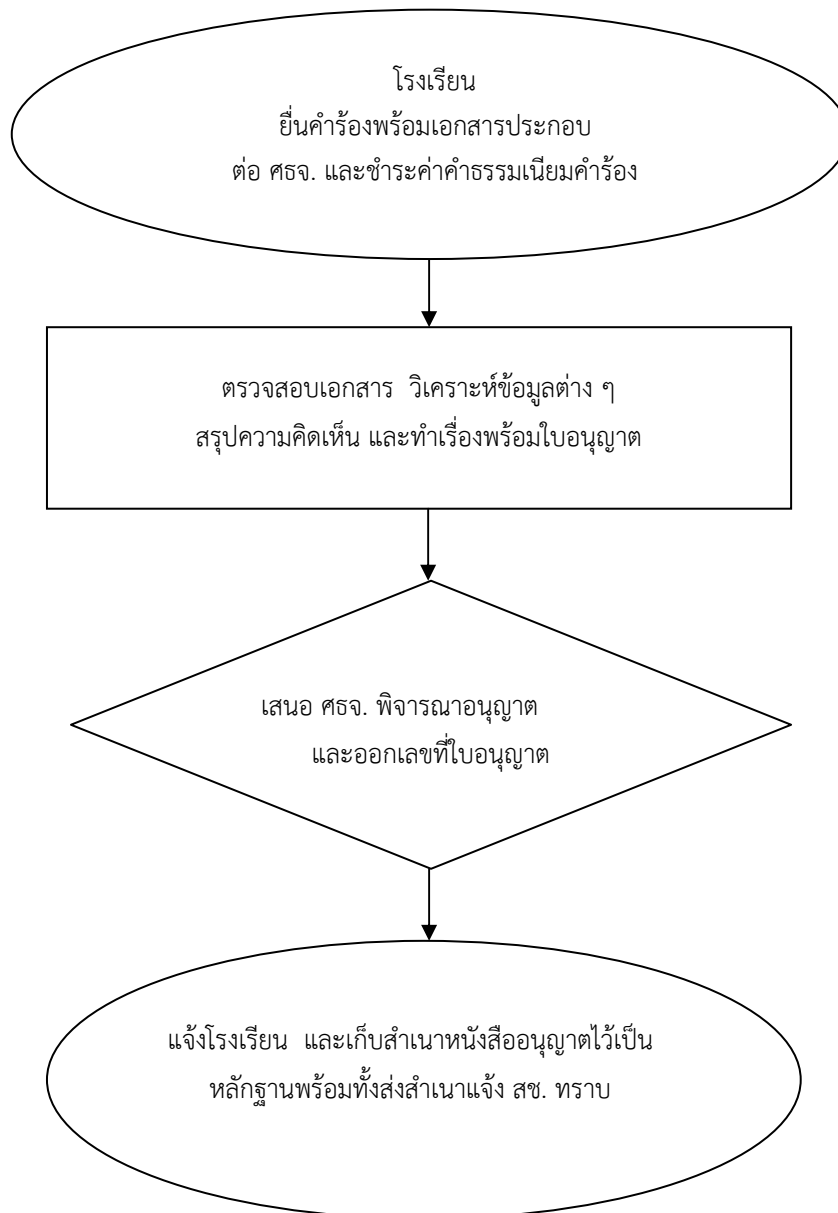 โรงเรียน
ยื่นคำร้องพร้อมเอกสารประกอบ
ต่อ ศธจ. และชำระค่าคำธรรมเนียมคำร้อง
ตรวจสอบเอกสาร วิเคราะห์ข้อมูลต่าง ๆ
สรุปความคิดเห็น และทำเรื่องพร้อมใบอนุญาต
เสนอ ศธจ. พิจารณาอนุญาต
และออกเลขที่ใบอนุญาต
แจ้งโรงเรียน และเก็บสำเนาหนังสืออนุญาตไว้เป็น
หลักฐานพร้อมทั้งส่งสำเนาแจ้ง สช. ทราบ